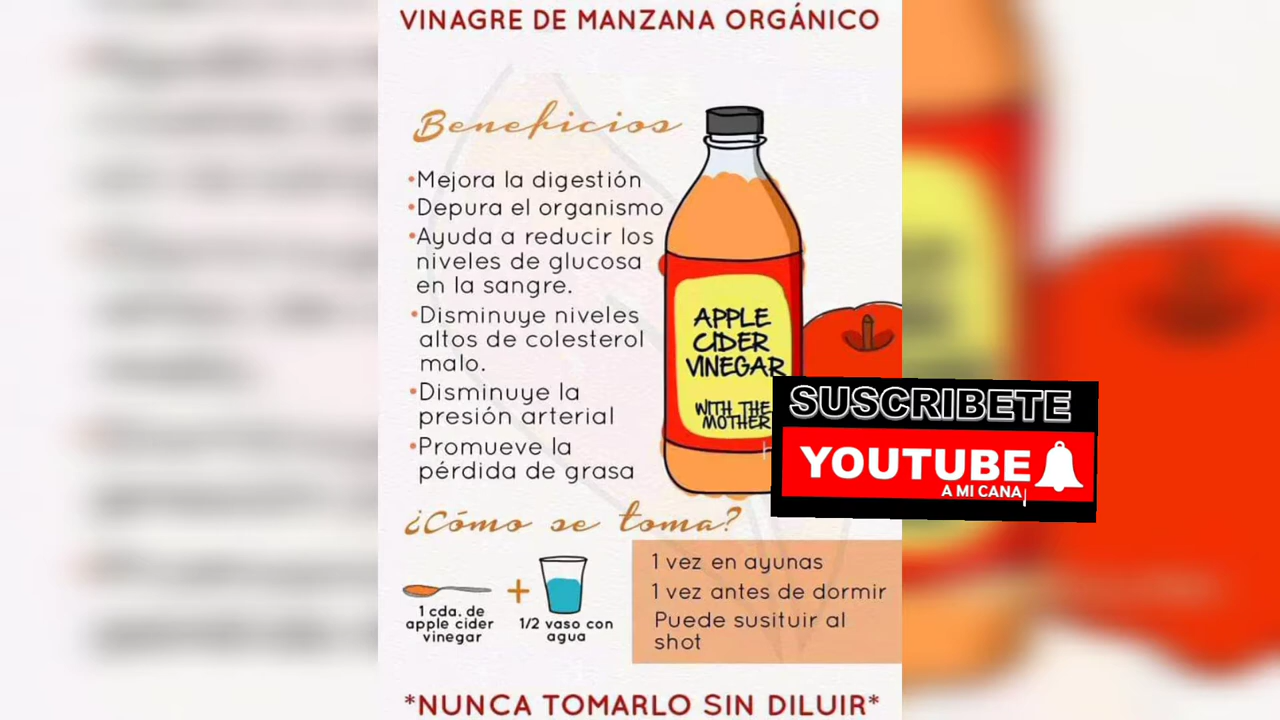 VINAGRE DE MANZANA ORGÁNICO
Beneficios
•Mejora la digestión
•Depura el organismo
•Ayuda a reducir los
niveles de glucosa
en la sangre.
•Disminuye niveles
altos de colesterol
malo.
•Disminuye la
presión arterial
•Promueve la
pérdida de grasa
APPLE
CIDER
VINEGAR
WITH THE
MOTHER
SUSCRIBETE
YOUTUBE
A MI CANA
¿Cómo se toma?
1 cda. de
apple cider
vinegar
+
1/2 vaso con
agua
1 vez en ayunas
1 vez antes de dormir
Puede susituir al
shot
*NUNCA TOMARLO SIN DILUIR*